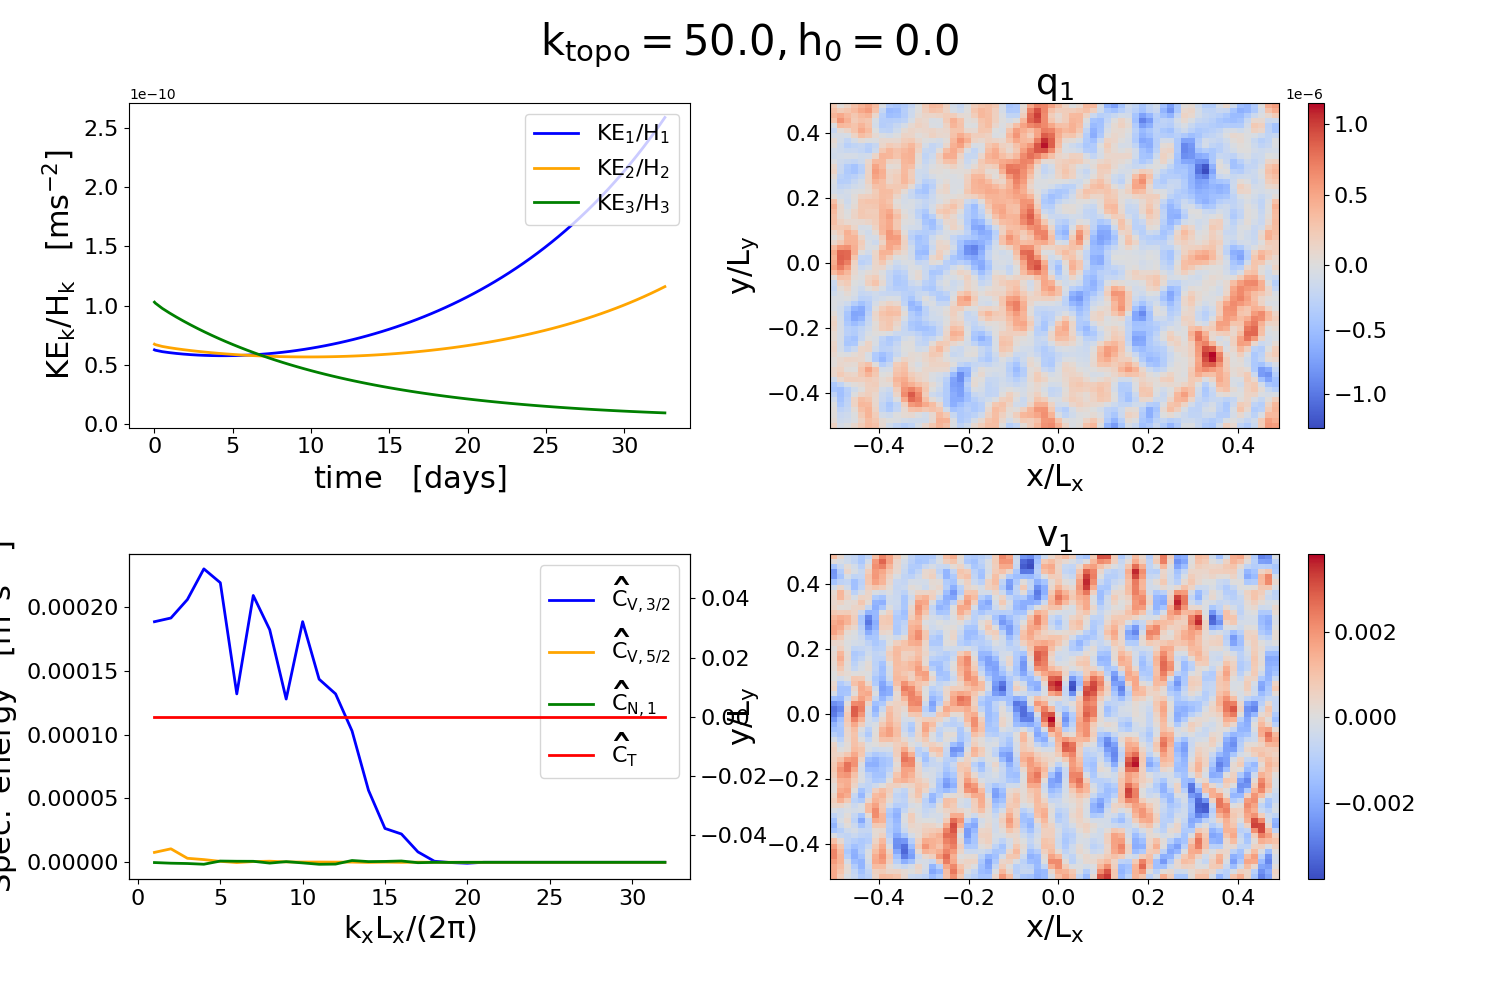 k_topo = 50.0, h_0 = 0.0
1e−10
2.5
2.0
1.5
1.0
0.5
0.0
KE_k/H_k [ms^−2]
KE_1/H_1
KE_2/H_2
KE_3/H_3
0 5 10 15 20 25 30
time [days]
q_1
1e−6
0.4
0.2
0.0
−0.2
−0.4
y/L_y
−0.4 −0.2 0.0 0.2 0.4
x/L_x
1.0
0.5
0.0
−0.5
−1.0
Spec. energy
0.00020
0.00015
0.00010
0.00005
0.00000
Ĉ_V, 3/2
Ĉ_V, 5/2
Ĉ_N, 1
Ĉ_T
0.04
0.02
0.00
−0.02
−0.04
0 5 10 15 20 25 30
k_xL_x/(2π)
v_1
0.4
0.2
0.0
−0.2
−0.4
y/L_y
−0.4 −0.2 0.0 0.2 0.4
x/L_x
0.002
0.000
−0.002